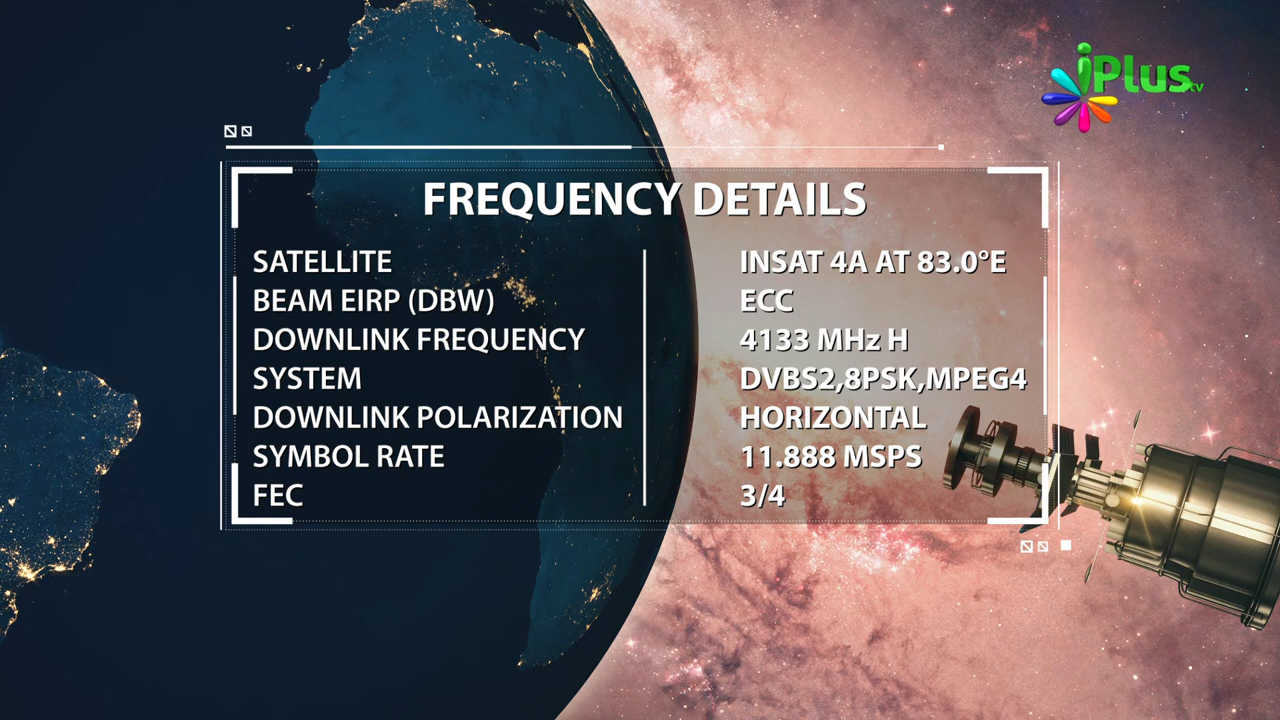 iPlus tv
FREQUENCY DETAILS
SATELLITE INSAT 4A AT 83.0°E
BEAM EIRP (DBW) ECC
DOWNLINK FREQUENCY 4133 MHz H
SYSTEM DVBS2,8PSK,MPEG4
DOWNLINK POLARIZATION HORIZONTAL
SYMBOL RATE 11.888 MSPS
FEC 3/4